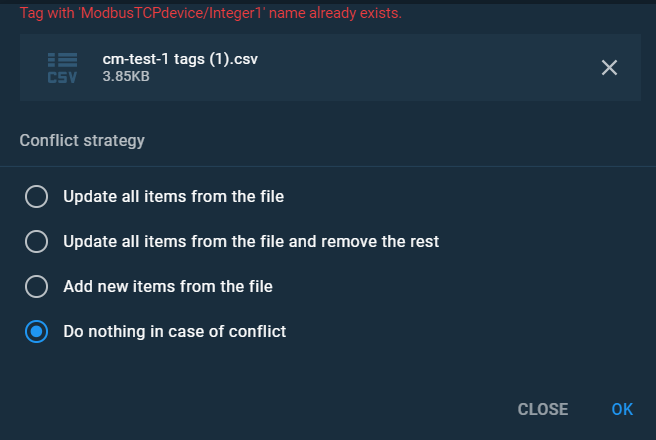 Tag with 'ModbusTCPdevice/Integer1' name already exists.
CSV
cm-test-1 tags (1).csv
3.85KB
Conflict strategy
Update all items from the file
Update all items from the file and remove the rest
Add new items from the file
Do nothing in case of conflict
CLOSE OK